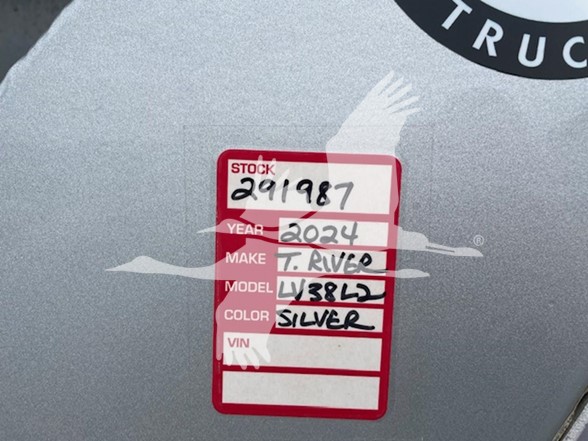 TRUC
STOCK
291987
YEAR 2024
MAKE T. RIVER
MODEL LV38L2
COLOR SILVER
VIN
®